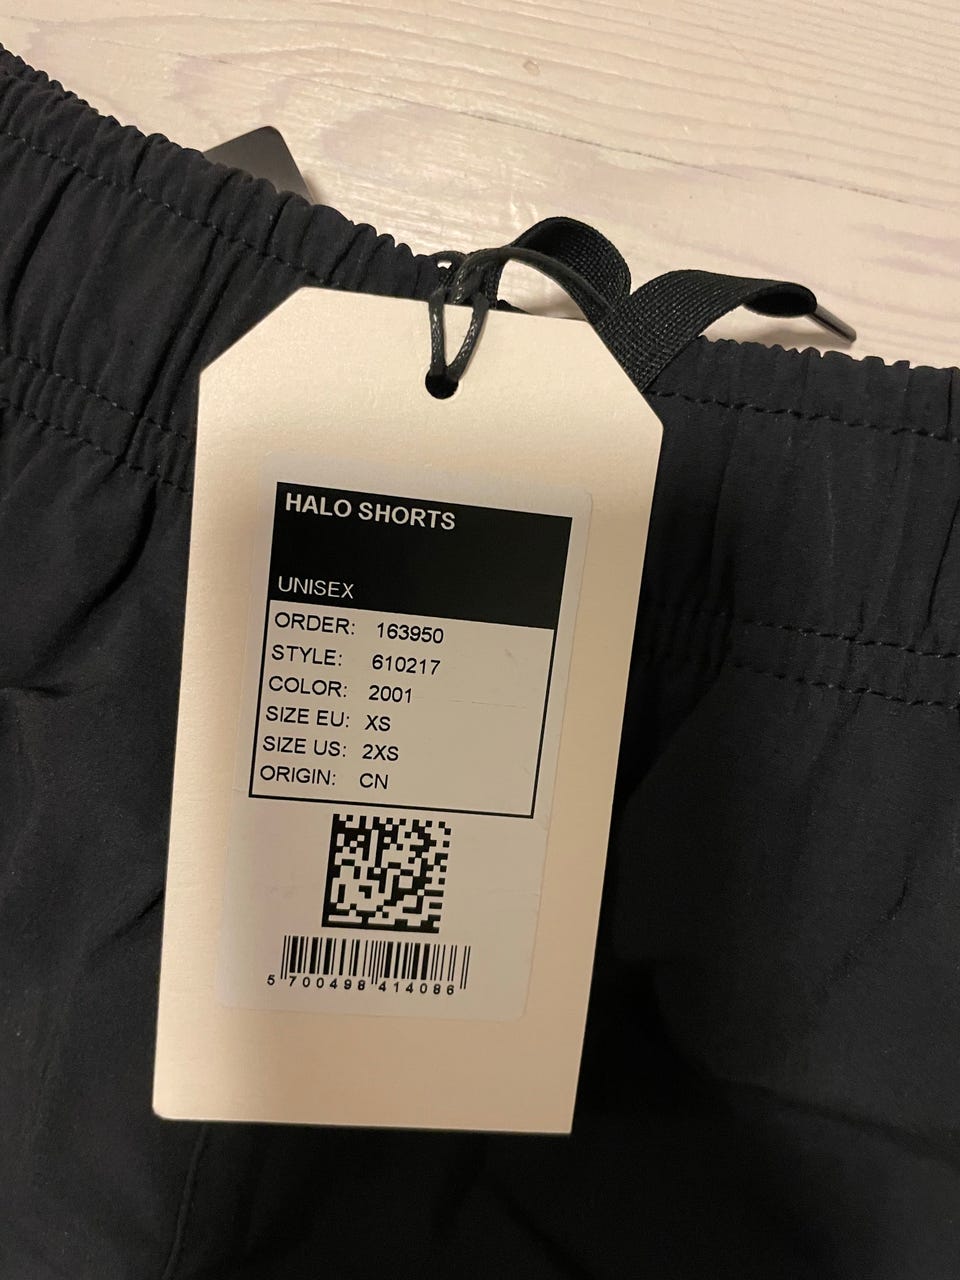 HALO SHORTS
UNISEX
ORDER: 163950
STYLE: 610217
COLOR: 2001
SIZE EU: XS
SIZE US: 2XS
ORIGIN: CN
5 700498 414086